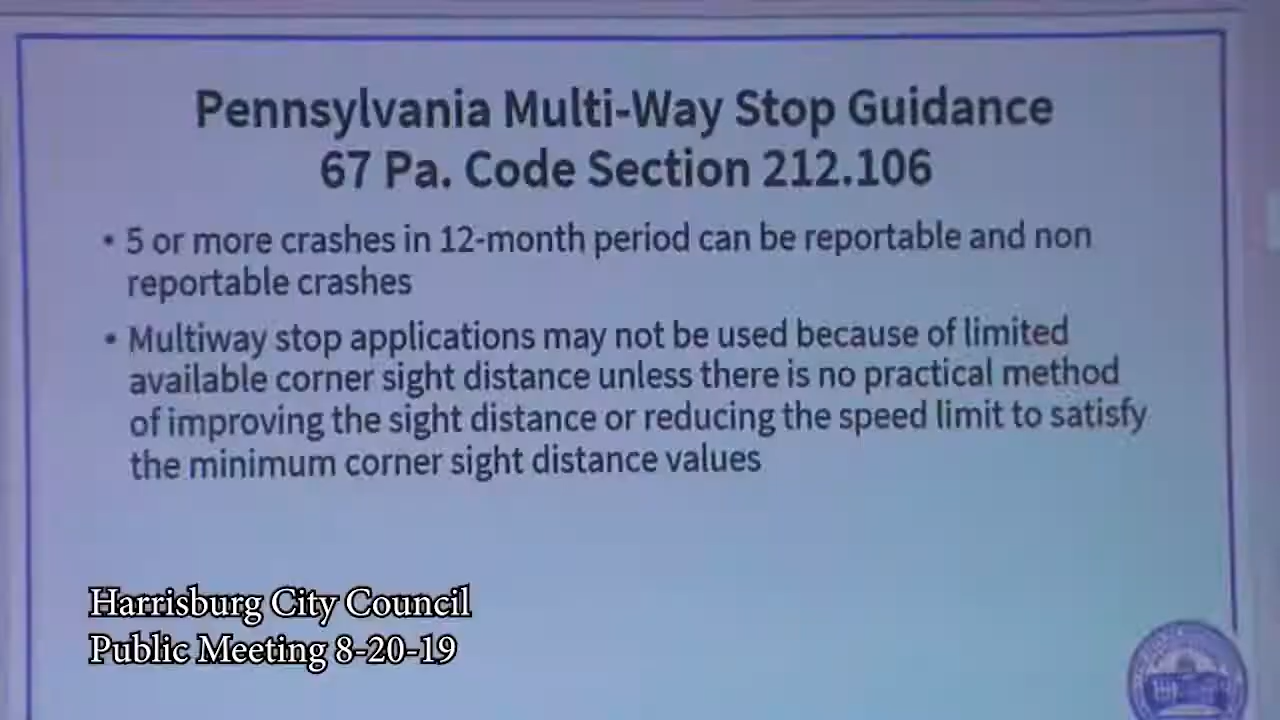 Pennsylvania Multi-Way Stop Guidance
67 Pa. Code Section 212.106
• 5 or more crashes in 12-month period can be reportable and non
reportable crashes
• Multiway stop applications may not be used because of limited
available corner sight distance unless there is no practical method
of improving the sight distance or reducing the speed limit to satisfy
the minimum corner sight distance values
Harrisburg City Council
Public Meeting 8-20-19